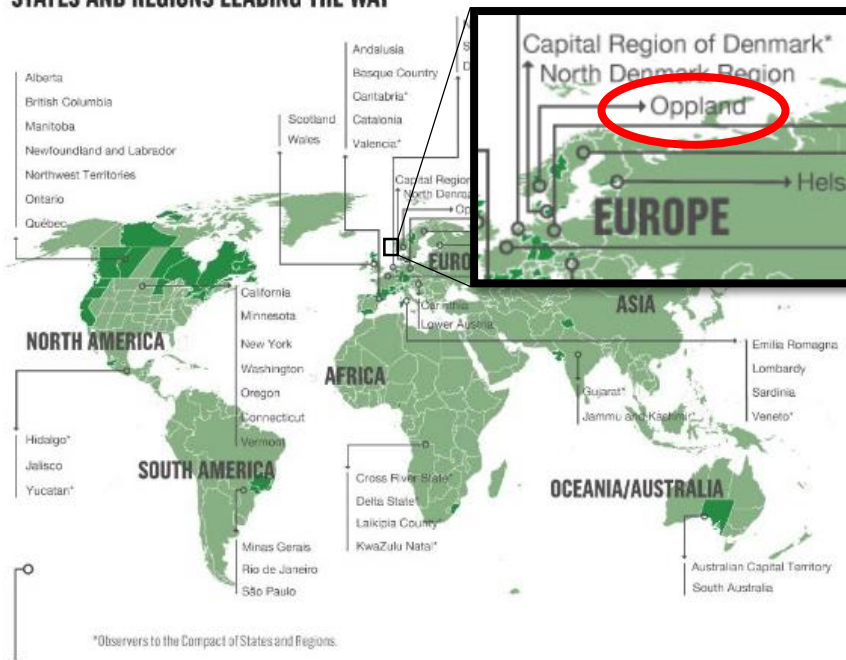 STATES AND REGIONS LEADING THE WAY
Alberta
British Columbia
Manitoba
Newfoundland and Labrador
Northwest Territories
Ontario
Québec
Scotland
Wales
Andalusia
Basque Country
Cantabria*
Catalonia
Valencia*
Capital Region of Denmark*
North Denmark Region
Oppland
EUROPE
Capital Region
EURO
Carinthia
Lower Austria
ASIA
NORTH AMERICA
California
Minnesota
New York
Washington
Oregon
Connecticut
Vermont
AFRICA
Emilia Romagna
Lombardy
Sardinia
Veneto*
Gujarat*
Jammu and Kashmir*
Hidalgo*
Jalisco
Yucatan*
SOUTH AMERICA
Cross River State*
Delta State*
Laikipia County*
KwaZulu Natal*
OCEANIA/AUSTRALIA
Minas Gerais
Rio de Janeiro
São Paulo
Australian Capital Territory
South Australia
*Observers to the Compact of States and Regions.